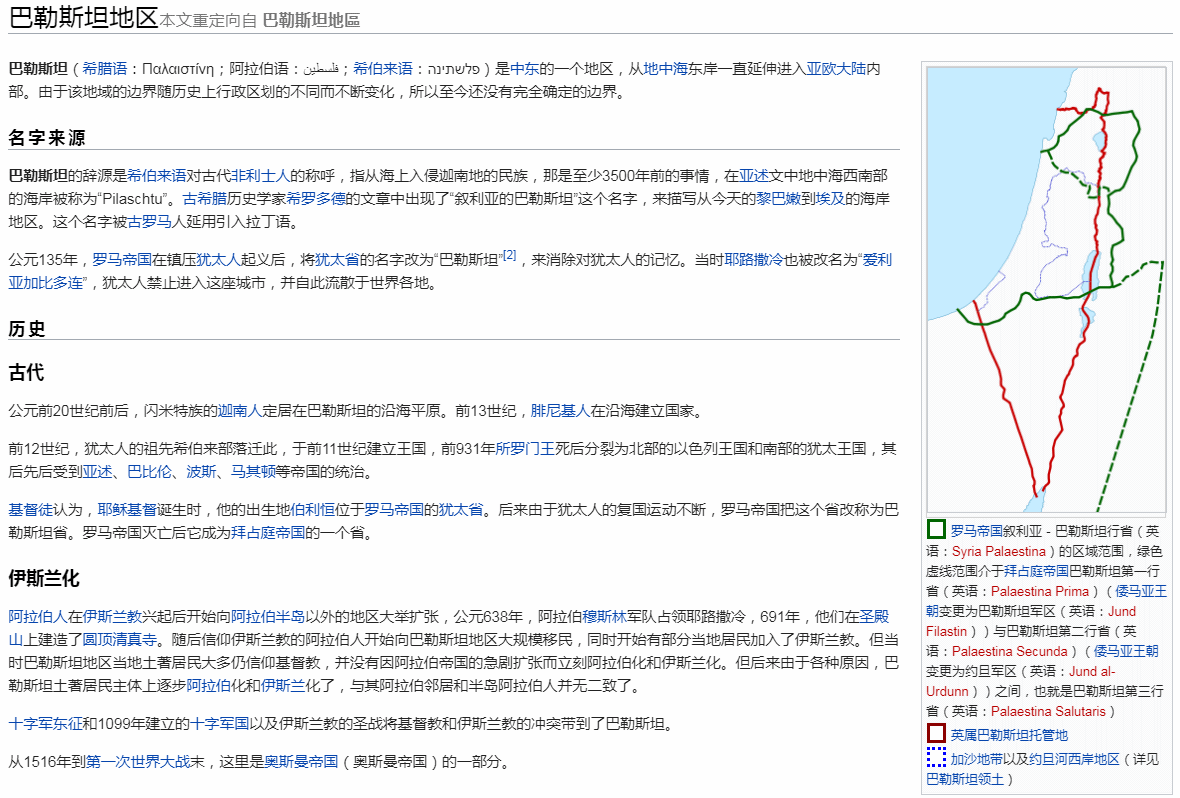 巴勒斯坦地区本文重定向自 巴勒斯坦地區
巴勒斯坦（希腊语：Παλαιστίνη；阿拉伯语：فلسطين；希伯来语：פלשתינה）是中东的一个地区，从地中海东岸一直延伸进入亚欧大陆内
部。由于该地域的边界随历史上行政区划的不同而不断变化，所以至今还没有完全确定的边界。
名字来源
巴勒斯坦的辞源是希伯来语对古代非利士人的称呼，指从海上入侵迦南地的民族，那是至少3500年前的事情，在亚述文中地中海西南部
的海岸被称为“Pilaschtu”。古希腊历史学家希罗多德的文章中出现了“叙利亚的巴勒斯坦”这个名字，来描写从今天的黎巴嫩到埃及的海岸
地区。这个名字被古罗马人延用引入拉丁语。
公元135年，罗马帝国在镇压犹太人起义后，将犹太省的名字改为“巴勒斯坦”[2]，来消除对犹太人的记忆。当时耶路撒冷也被改名为“爱利
亚加比多连”，犹太人禁止进入这座城市，并自此流散于世界各地。
历史
古代
公元前20世纪前后，闪米特族的迦南人定居在巴勒斯坦的沿海平原。前13世纪，腓尼基人在沿海建立国家。
前12世纪，犹太人的祖先希伯来部落迁此，于前11世纪建立王国，前931年所罗门王死后分裂为北部的以色列王国和南部的犹太王国，其
后先后受到亚述、巴比伦、波斯、马其顿等帝国的统治。
基督徒认为，耶稣基督诞生时，他的出生地伯利恒位于罗马帝国的犹太省。后来由于犹太人的复国运动不断，罗马帝国把这个省改称为巴
勒斯坦省。罗马帝国灭亡后它成为拜占庭帝国的一个省。
伊斯兰化
阿拉伯人在伊斯兰教兴起后开始向阿拉伯半岛以外的地区大举扩张，公元638年，阿拉伯穆斯林军队占领耶路撒冷，691年，他们在圣殿
山上建造了圆顶清真寺。随后信仰伊斯兰教的阿拉伯人开始向巴勒斯坦地区大规模移民，同时开始有部分当地居民加入了伊斯兰教。但当
时巴勒斯坦地区当地土著居民大多仍信仰基督教，并没有因阿拉伯帝国的急剧扩张而立刻阿拉伯化和伊斯兰化。但后来由于各种原因，巴
勒斯坦土著居民主体上逐步阿拉伯化和伊斯兰化了，与其阿拉伯邻居和半岛阿拉伯人并无二致了。
十字军东征和1099年建立的十字军国以及伊斯兰教的圣战将基督教和伊斯兰教的冲突带到了巴勒斯坦。
从1516年到第一次世界大战末，这里是奥斯曼帝国（奥斯曼帝国）的一部分。
罗马帝国叙利亚 - 巴勒斯坦行省（英
语：Syria Palaestina）的区域范围，绿色
虚线范围介于拜占庭帝国巴勒斯坦第一行
省（英语：Palaestina Prima）（倭马亚王
朝变更为巴勒斯坦军区（英语：Jund
Filastin））与巴勒斯坦第二行省（英
语：Palaestina Secunda）（倭马亚王朝
变更为约旦军区（英语：Jund al-
Urdunn））之间，也就是巴勒斯坦第三行
省（英语：Palaestina Salutaris）
英属巴勒斯坦托管地
加沙地带以及约旦河西岸地区（详见
巴勒斯坦领土）